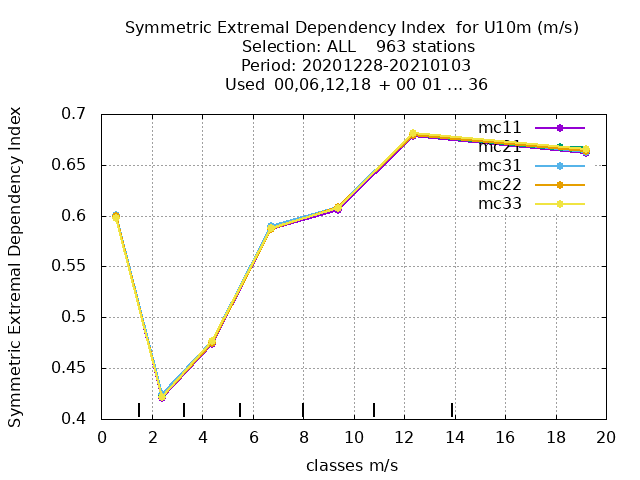 Symmetric Extremal Dependency Index for U10m (m/s)
Selection: ALL 963 stations
Period: 20201228-20210103
Used 00,06,12,18 + 00 01 ... 36
Symmetric Extremal Dependency Index
0.7
0.65
0.6
0.55
0.5
0.45
0.4
mc11
mc21
mc31
mc22
mc33
0 2 4 6 8 10 12 14 16 18 20
classes m/s